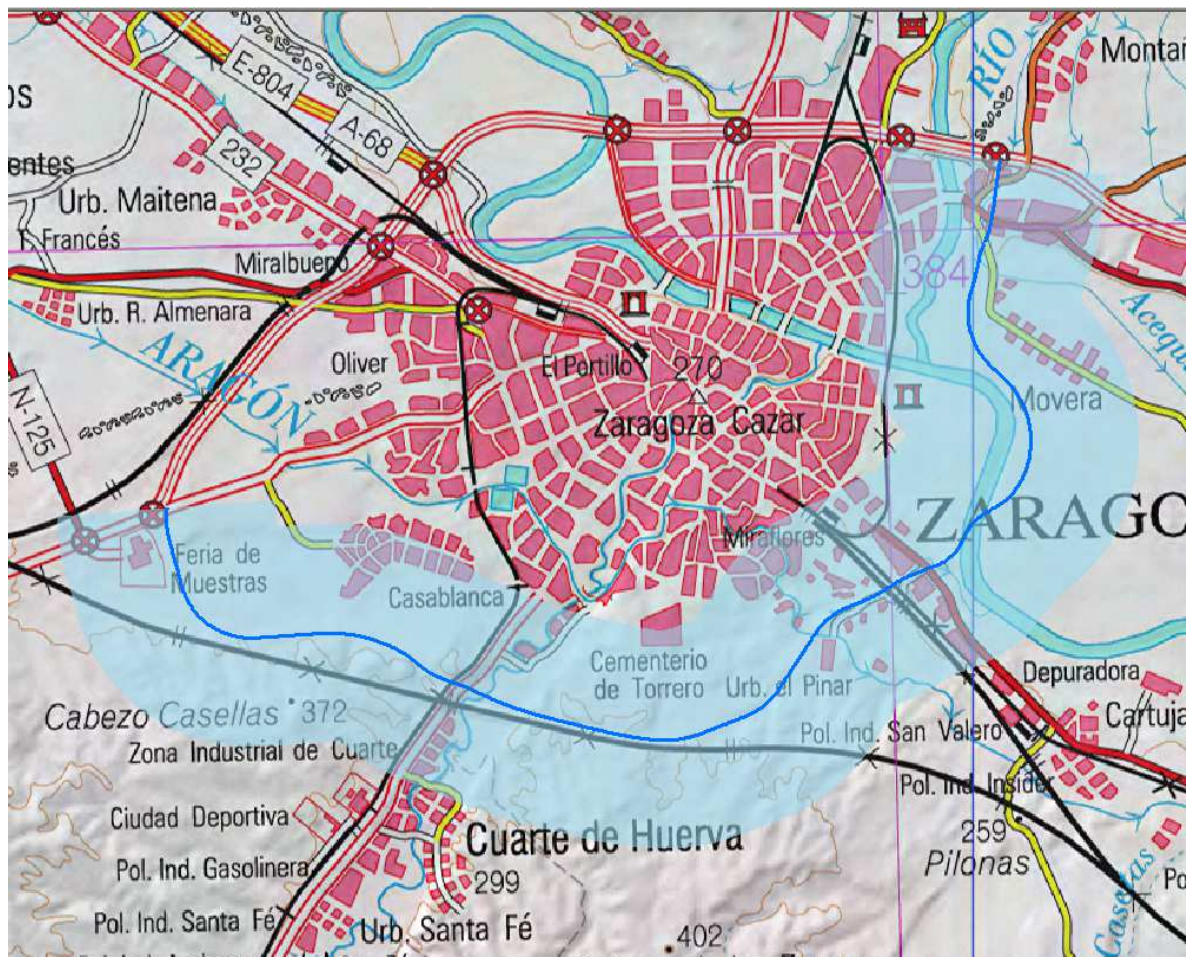 RÍO
Montañ
OS
E-804
A-68
232
entes
Urb. Maitena
Francés
Miralbueno
384
Urb. R. Almenara
Acequi
ARAGÓN
Oliver
El Portillo
270
N-125
Zaragoza Cazar
Movera
ZARAGO
Miraflores
Feria de
Muestras
Casablanca
Cementerio
de Torrero
Urb. el Pinar
Depuradora
Cabezo Casellas
372
Cartuja
Zona Industrial de Cuarte
Pol. Ind. San Valero
Pol. Ind. Insider
Ciudad Deportiva
Cuarte de Huerva
259
Pilonas
Pol. Ind. Gasolinera
299
Po
Pol. Ind. Santa Fé
Urb. Santa Fé
402
Casetas